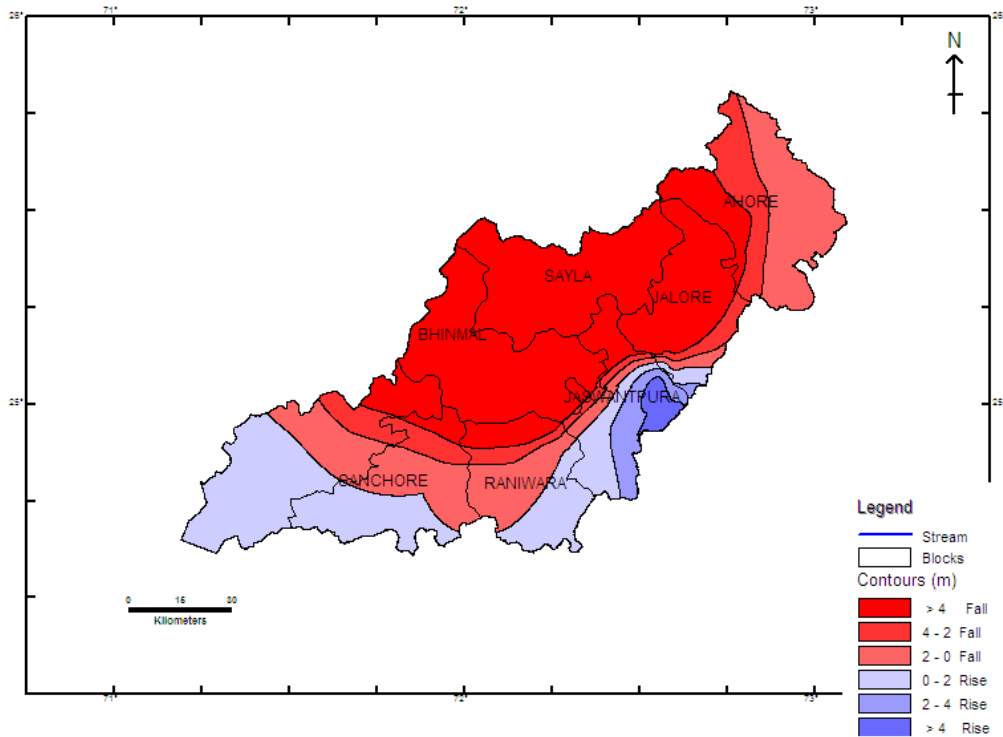 71° 72° 73°
26° 26
N
AHORE
SAYLA
JALORE
BHINMAL
JASWANTPURA
25° 25
SANCHORE
RANIWARA
Legend
Stream
Blocks
Contours (m)
> 4 Fall
4 - 2 Fall
2 - 0 Fall
0 - 2 Rise
2 - 4 Rise
> 4 Rise
0 15 30
Kilometers
71° 72° 73°